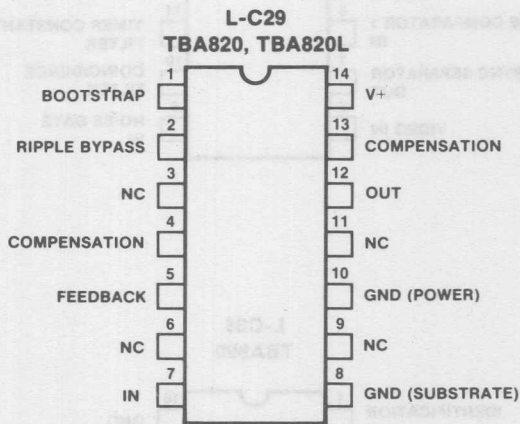 L-C29
TBA820, TBA820L
1 14
BOOTSTRAP V+
2 13
RIPPLE BYPASS COMPENSATION
3 12
NC OUT
4 11
COMPENSATION NC
5 10
FEEDBACK GND (POWER)
6 9
NC NC
7 8
IN GND (SUBSTRATE)